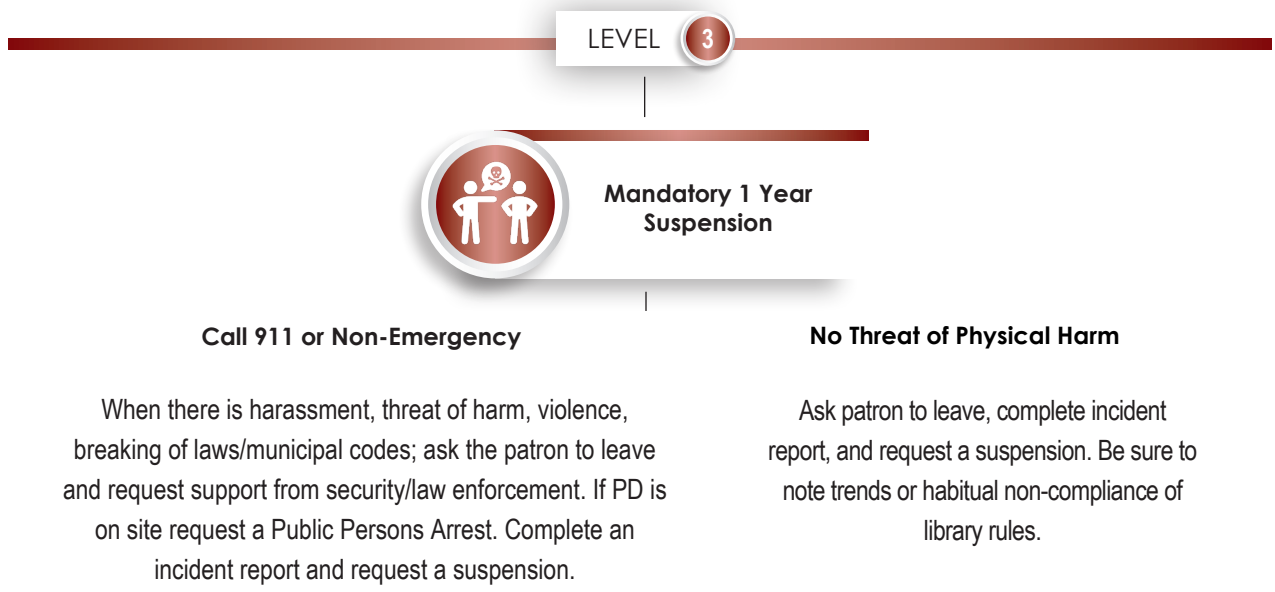 LEVEL 3
Mandatory 1 Year
Suspension
Call 911 or Non-Emergency
When there is harassment, threat of harm, violence,
breaking of laws/municipal codes; ask the patron to leave
and request support from security/law enforcement. If PD is
on site request a Public Persons Arrest. Complete an
incident report and request a suspension.
No Threat of Physical Harm
Ask patron to leave, complete incident
report, and request a suspension. Be sure to
note trends or habitual non-compliance of
library rules.